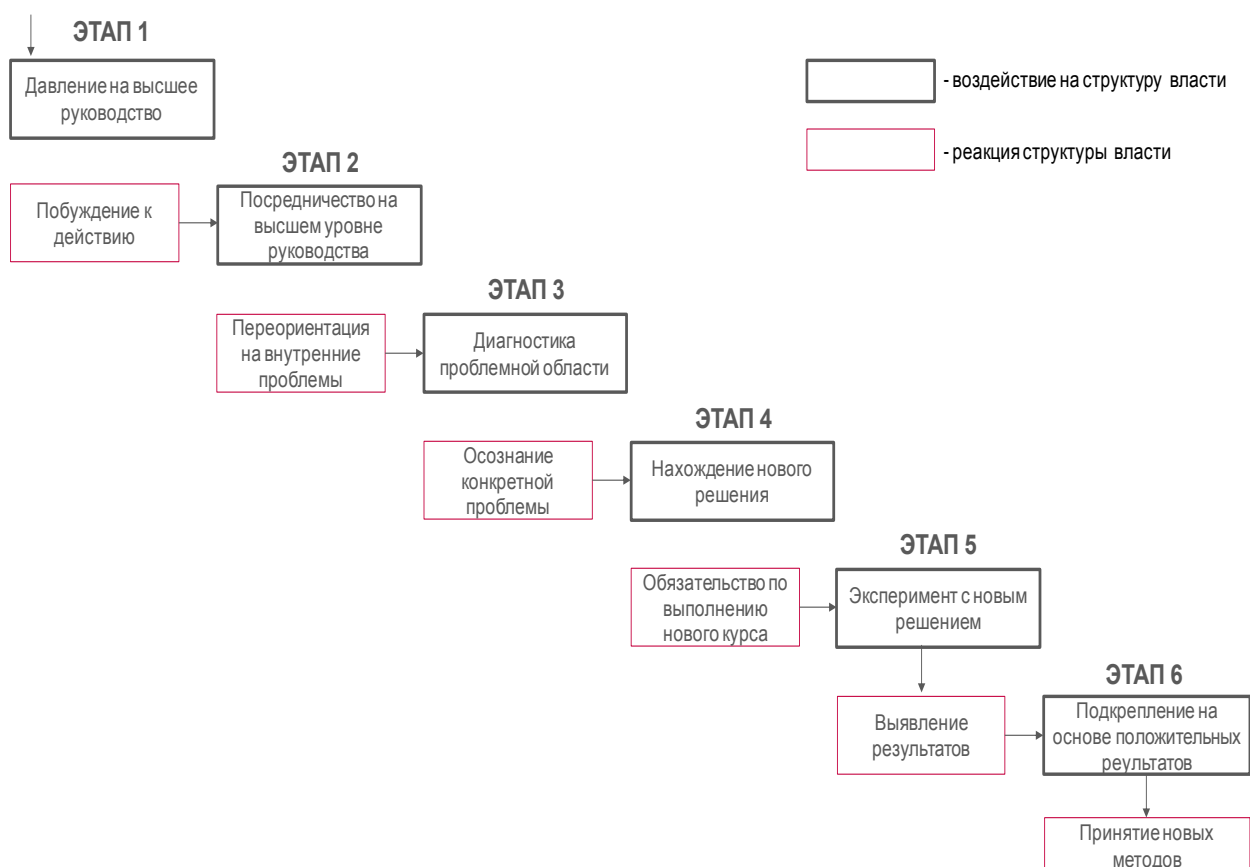 ЭТАП 1
Давление на высшее
руководство
- воздействие на структуру власти
- реакция структуры власти
ЭТАП 2
Побуждение к
действию
Посредничество на
высшем уровне
руководства
ЭТАП 3
Переориентация
на внутренние
проблемы
Диагностика
проблемной области
ЭТАП 4
Осознание
конкретной
проблемы
Нахождение нового
решения
ЭТАП 5
Обязательство по
выполнению
нового курса
Эксперимент с новым
решением
ЭТАП 6
Выявление
результатов
Подкрепление на
основе положительных
реультатов
Принятие новых
методов